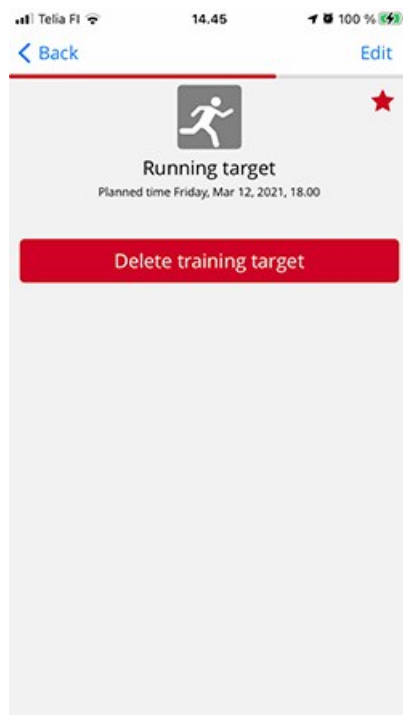 Telia FI 14.45 100 %
Back Edit
Running target
Planned time Friday, Mar 12, 2021, 18.00
Delete training target